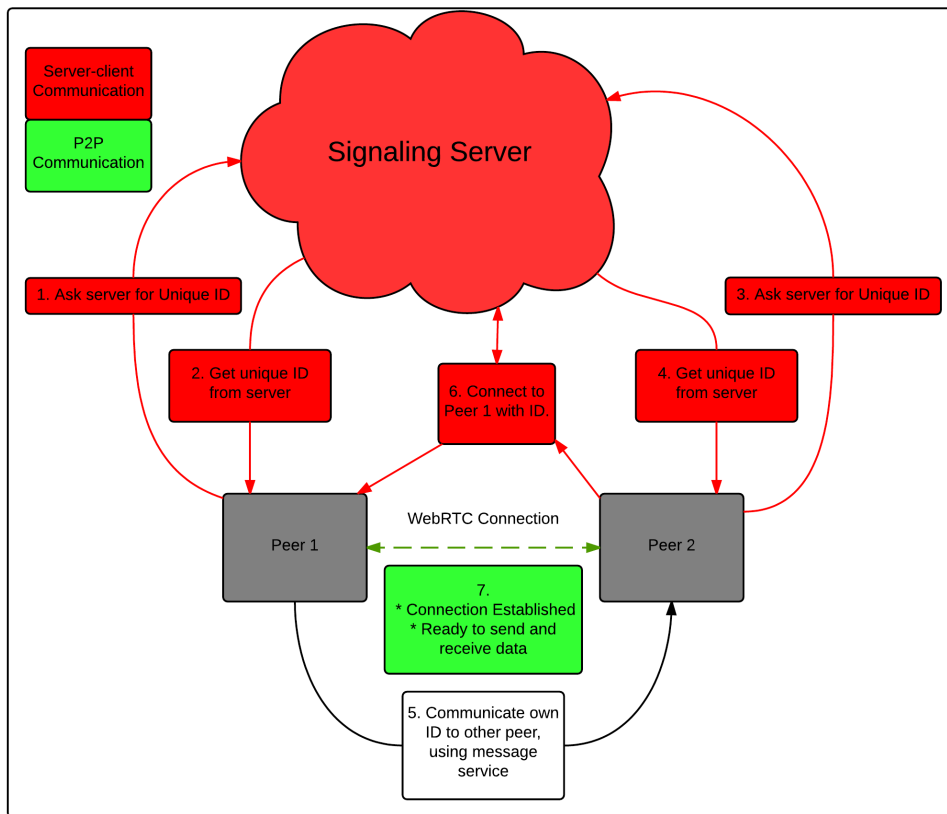 Server-client
Communication
P2P
Communication
Signaling Server
1. Ask server for Unique ID
3. Ask server for Unique ID
2. Get unique ID
from server
6. Connect to
Peer 1 with ID.
4. Get unique ID
from server
WebRTC Connection
Peer 1
Peer 2
7.
* Connection Established
* Ready to send and
receive data
5. Communicate own
ID to other peer,
using message
service